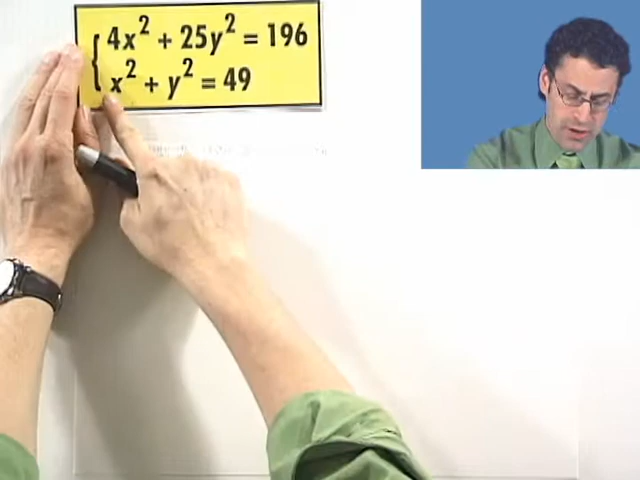 4x² + 25y² = 196
x² + y² = 49